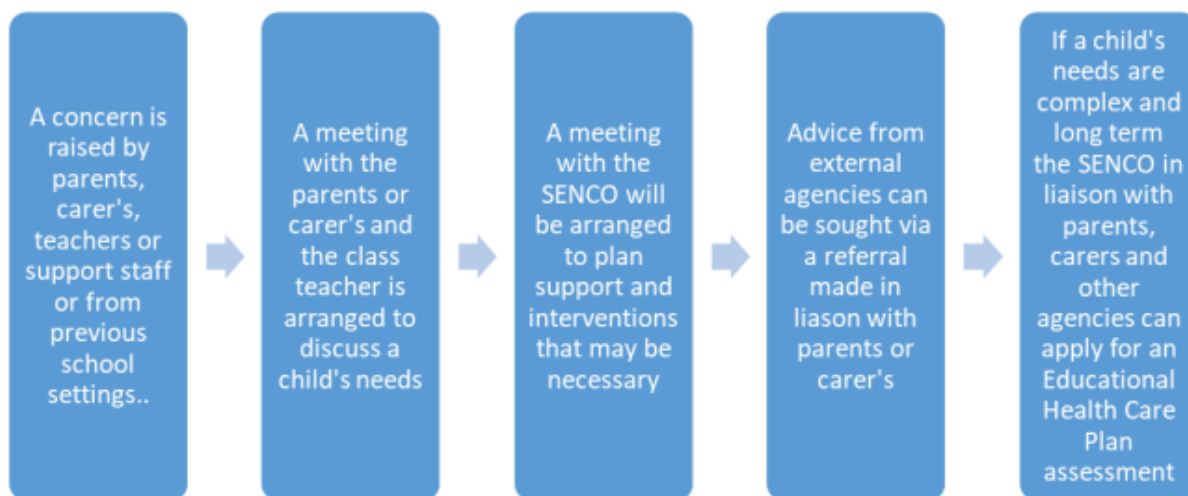 A concern is
raised by
parents,
carer's,
teachers or
support staff
or from
previous
school
settings..
A meeting
with the
parents or
carer's and
the class
teacher is
arranged to
discuss a
child's needs
A meeting
with the
SENCO will
be arranged
to plan
support and
interventions
that may be
necessary
Advice from
external
agencies can
be sought via
a referral
made in
liason with
parents or
carer's
If a child's
needs are
complex and
long term
the SENCO in
liaison with
parents,
carers and
other
agencies can
apply for an
Educational
Health Care
Plan
assessment